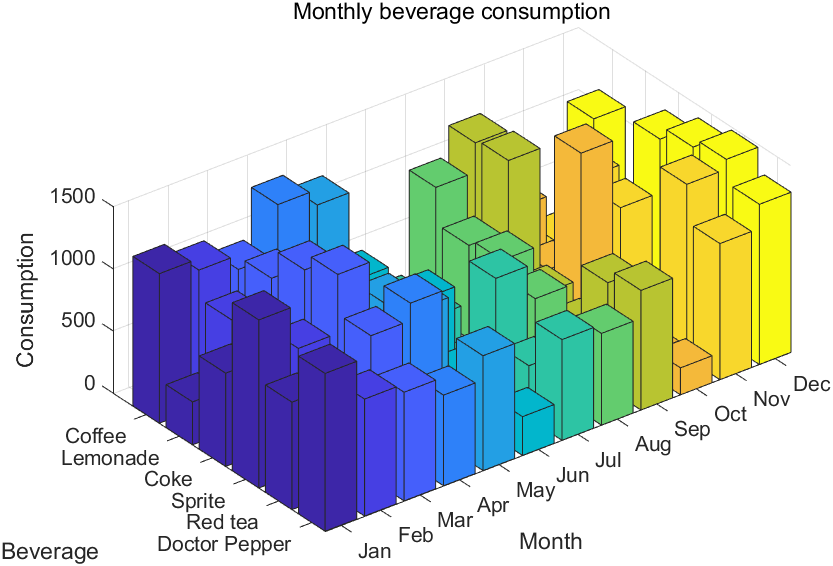 Monthly beverage consumption
1500
1000
500
0
Consumption
Coffee
Lemonade
Coke
Sprite
Red tea
Doctor Pepper
Beverage
Jan
Feb
Mar
Apr
May
Jun
Jul
Aug
Sep
Oct
Nov
Dec
Month